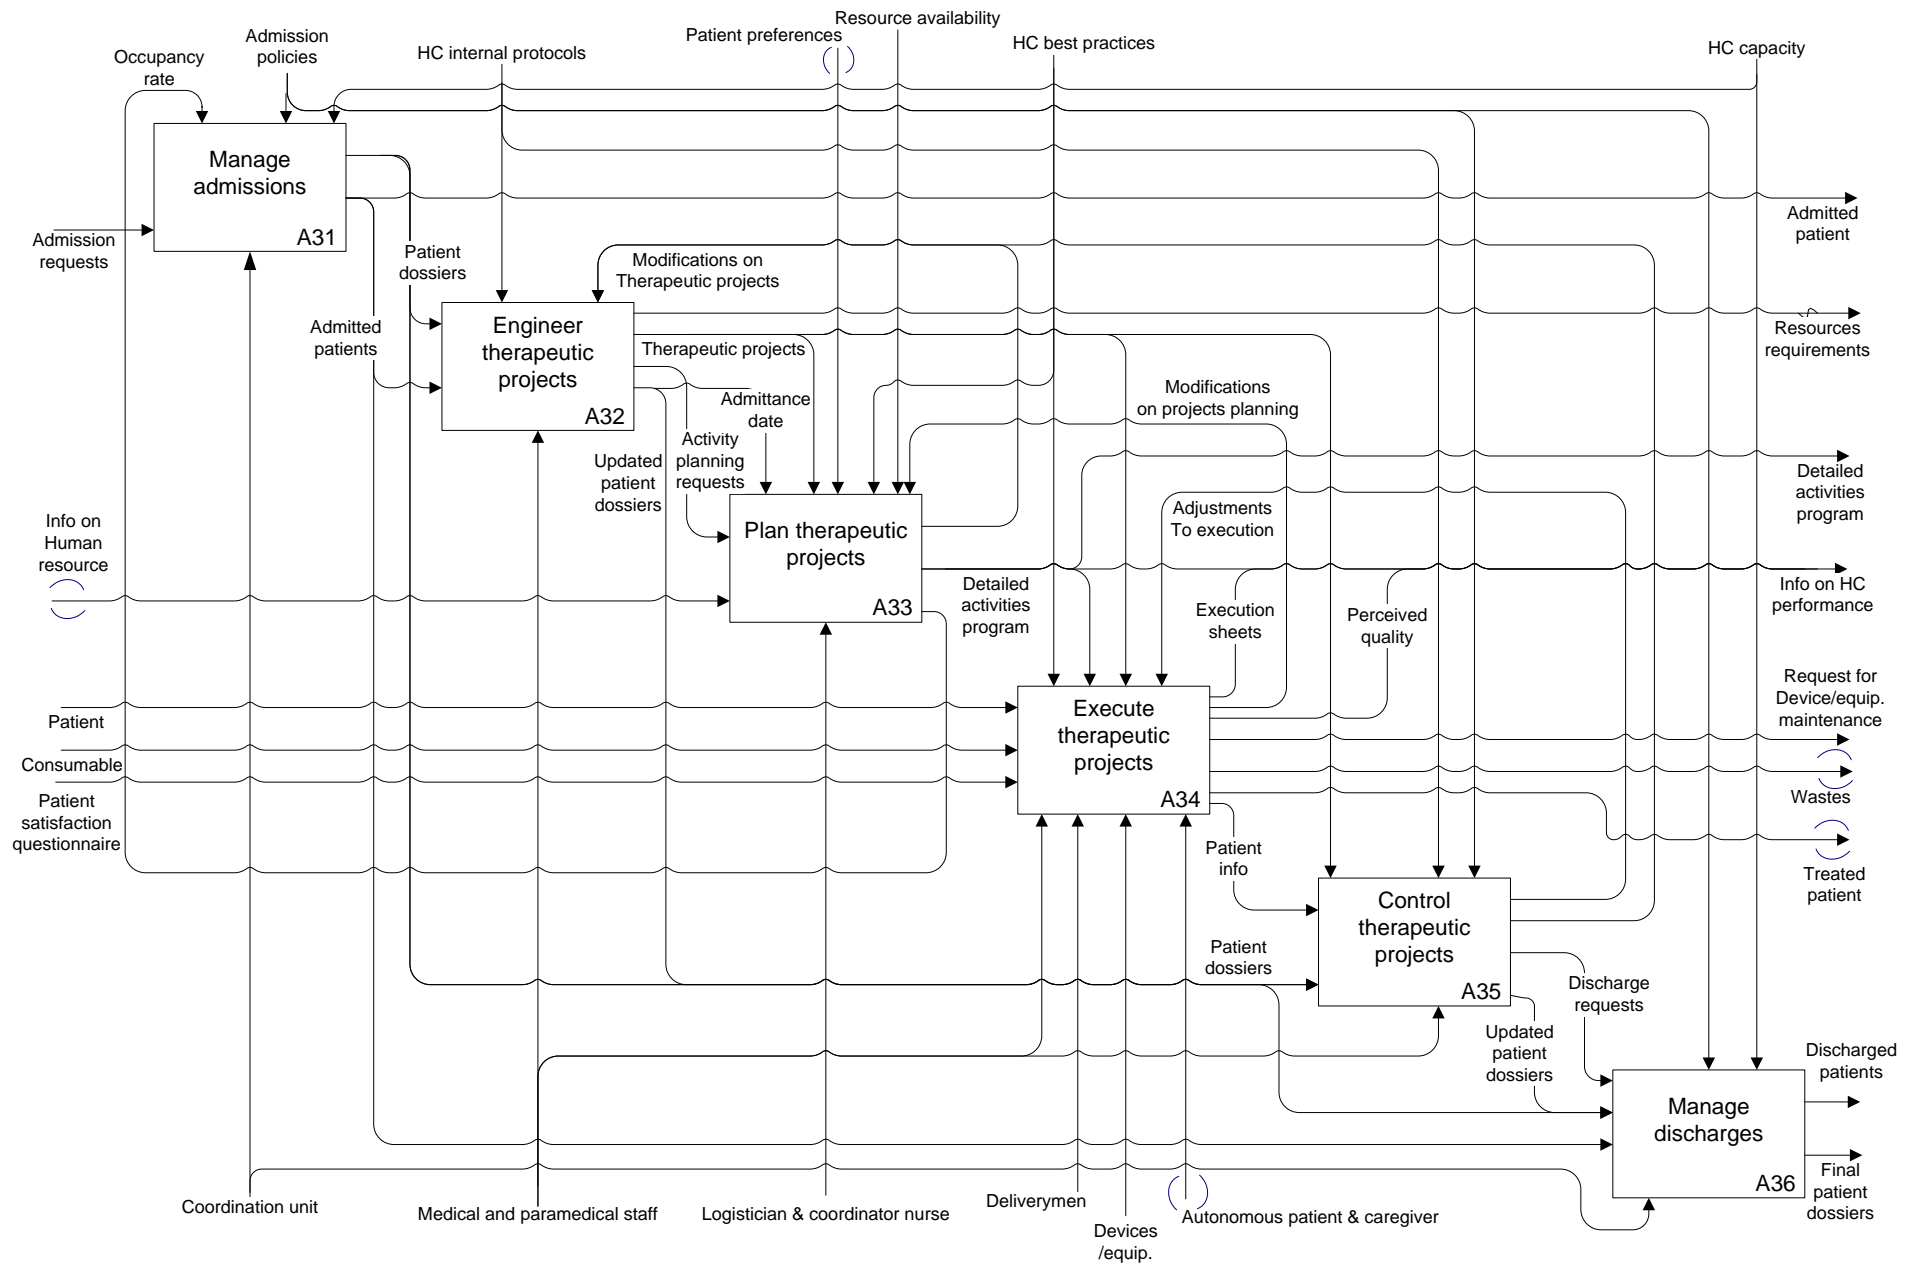 Resource availability
Admission
policies
Patient preferences
HC internal protocols
HC best practices
HC capacity
Occupancy
rate
Manage
admissions
A31
Admission
requests
Admitted
patient
Patient
dossiers
Modifications on
Therapeutic projects
Engineer
therapeutic
projects
A32
Admitted
patients
Resources
requirements
Therapeutic projects
Modifications
on projects planning
Admittance
date
Activity
planning
requests
Updated
patient
dossiers
Detailed
activities
program
Adjustments
To execution
Info on
Human
resource
Plan therapeutic
projects
A33
Detailed
activities
program
Execution
sheets
Perceived
quality
Info on HC
performance
Request for
Device/equip.
maintenance
Patient
Execute
therapeutic
projects
A34
Consumable
Patient
satisfaction
questionnaire
Wastes
Patient
info
Treated
patient
Control
therapeutic
projects
A35
Patient
dossiers
Discharge
requests
Updated
patient
dossiers
Discharged
patients
Manage
discharges
A36
Final
patient
dossiers
Coordination unit
Medical and paramedical staff
Logistician & coordinator nurse
Deliverymen
Autonomous patient & caregiver
Devices
/equip.